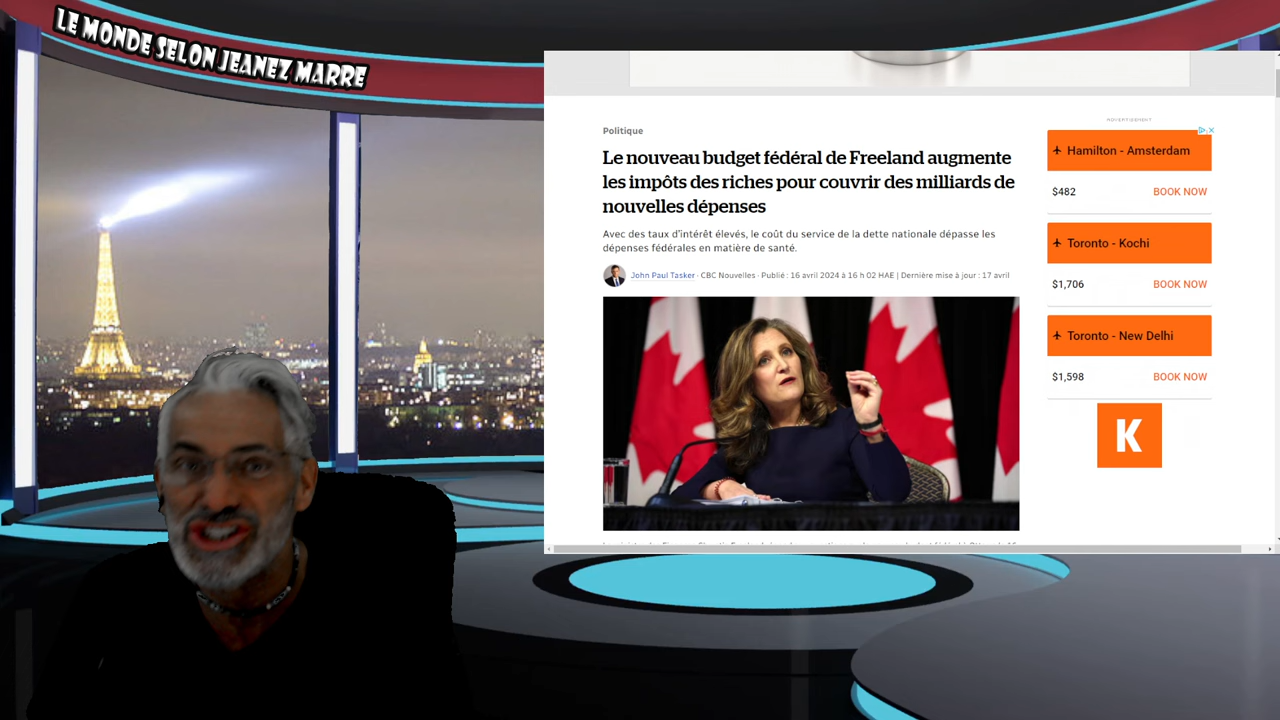 LE MONDE SELON JEANEZ MARRE
Politique
Le nouveau budget fédéral de Freeland augmente
les impôts des riches pour couvrir des milliards de
nouvelles dépenses
Avec des taux d'intérêt élevés, le coût du service de la dette nationale dépasse les
dépenses fédérales en matière de santé.
John Paul Tasker · CBC Nouvelles · Publié : 16 avril 2024 à 16 h 02 HAE | Dernière mise à jour : 17 avril
ADVERTISEMENT
Hamilton - Amsterdam
$482 BOOK NOW
Toronto - Kochi
$1,706 BOOK NOW
Toronto - New Delhi
$1,598 BOOK NOW
K